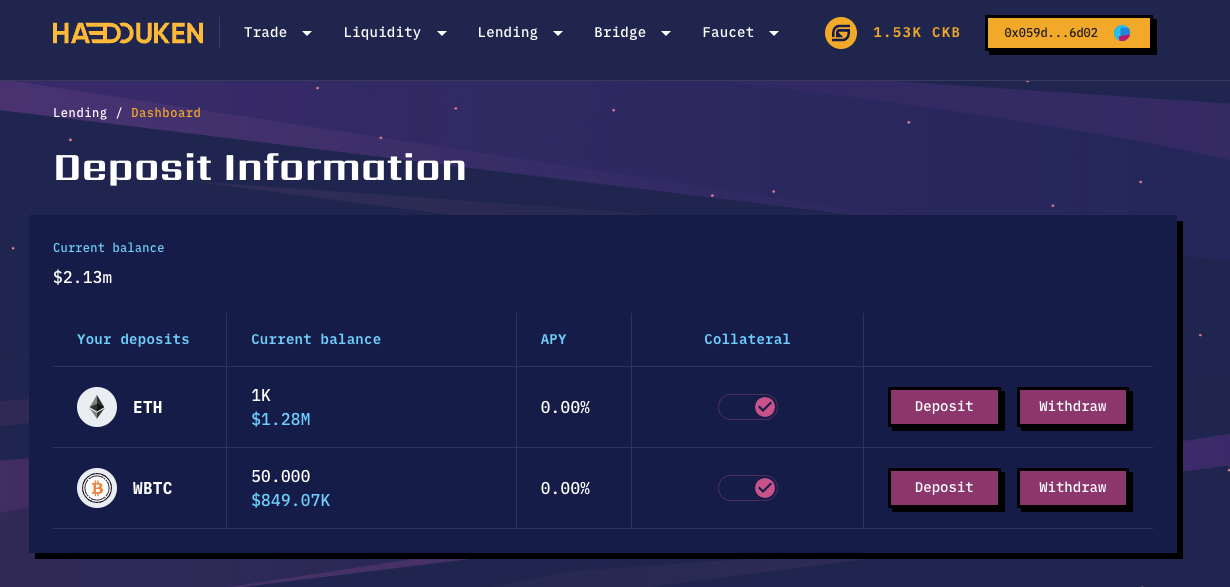 HADOUKEN Trade Liquidity Lending Bridge Faucet 1.53K CKB 0x059d...6d02
Lending / Dashboard
Deposit Information
Current balance
$2.13m
Your deposits Current balance APY Collateral
ETH 1K $1.28M 0.00% Deposit Withdraw
WBTC 50.000 $849.07K 0.00% Deposit Withdraw